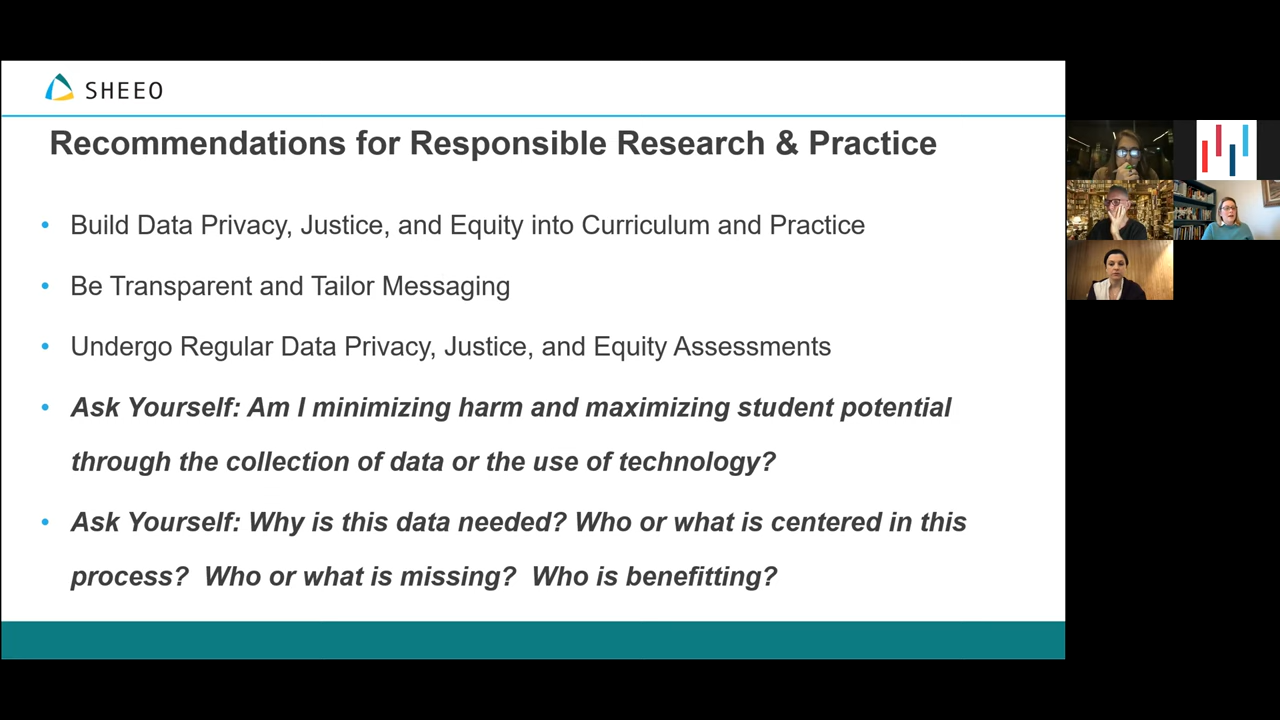 SHEEO
Recommendations for Responsible Research & Practice
• Build Data Privacy, Justice, and Equity into Curriculum and Practice
• Be Transparent and Tailor Messaging
• Undergo Regular Data Privacy, Justice, and Equity Assessments
• Ask Yourself: Am I minimizing harm and maximizing student potential
through the collection of data or the use of technology?
• Ask Yourself: Why is this data needed? Who or what is centered in this
process?  Who or what is missing?  Who is benefitting?